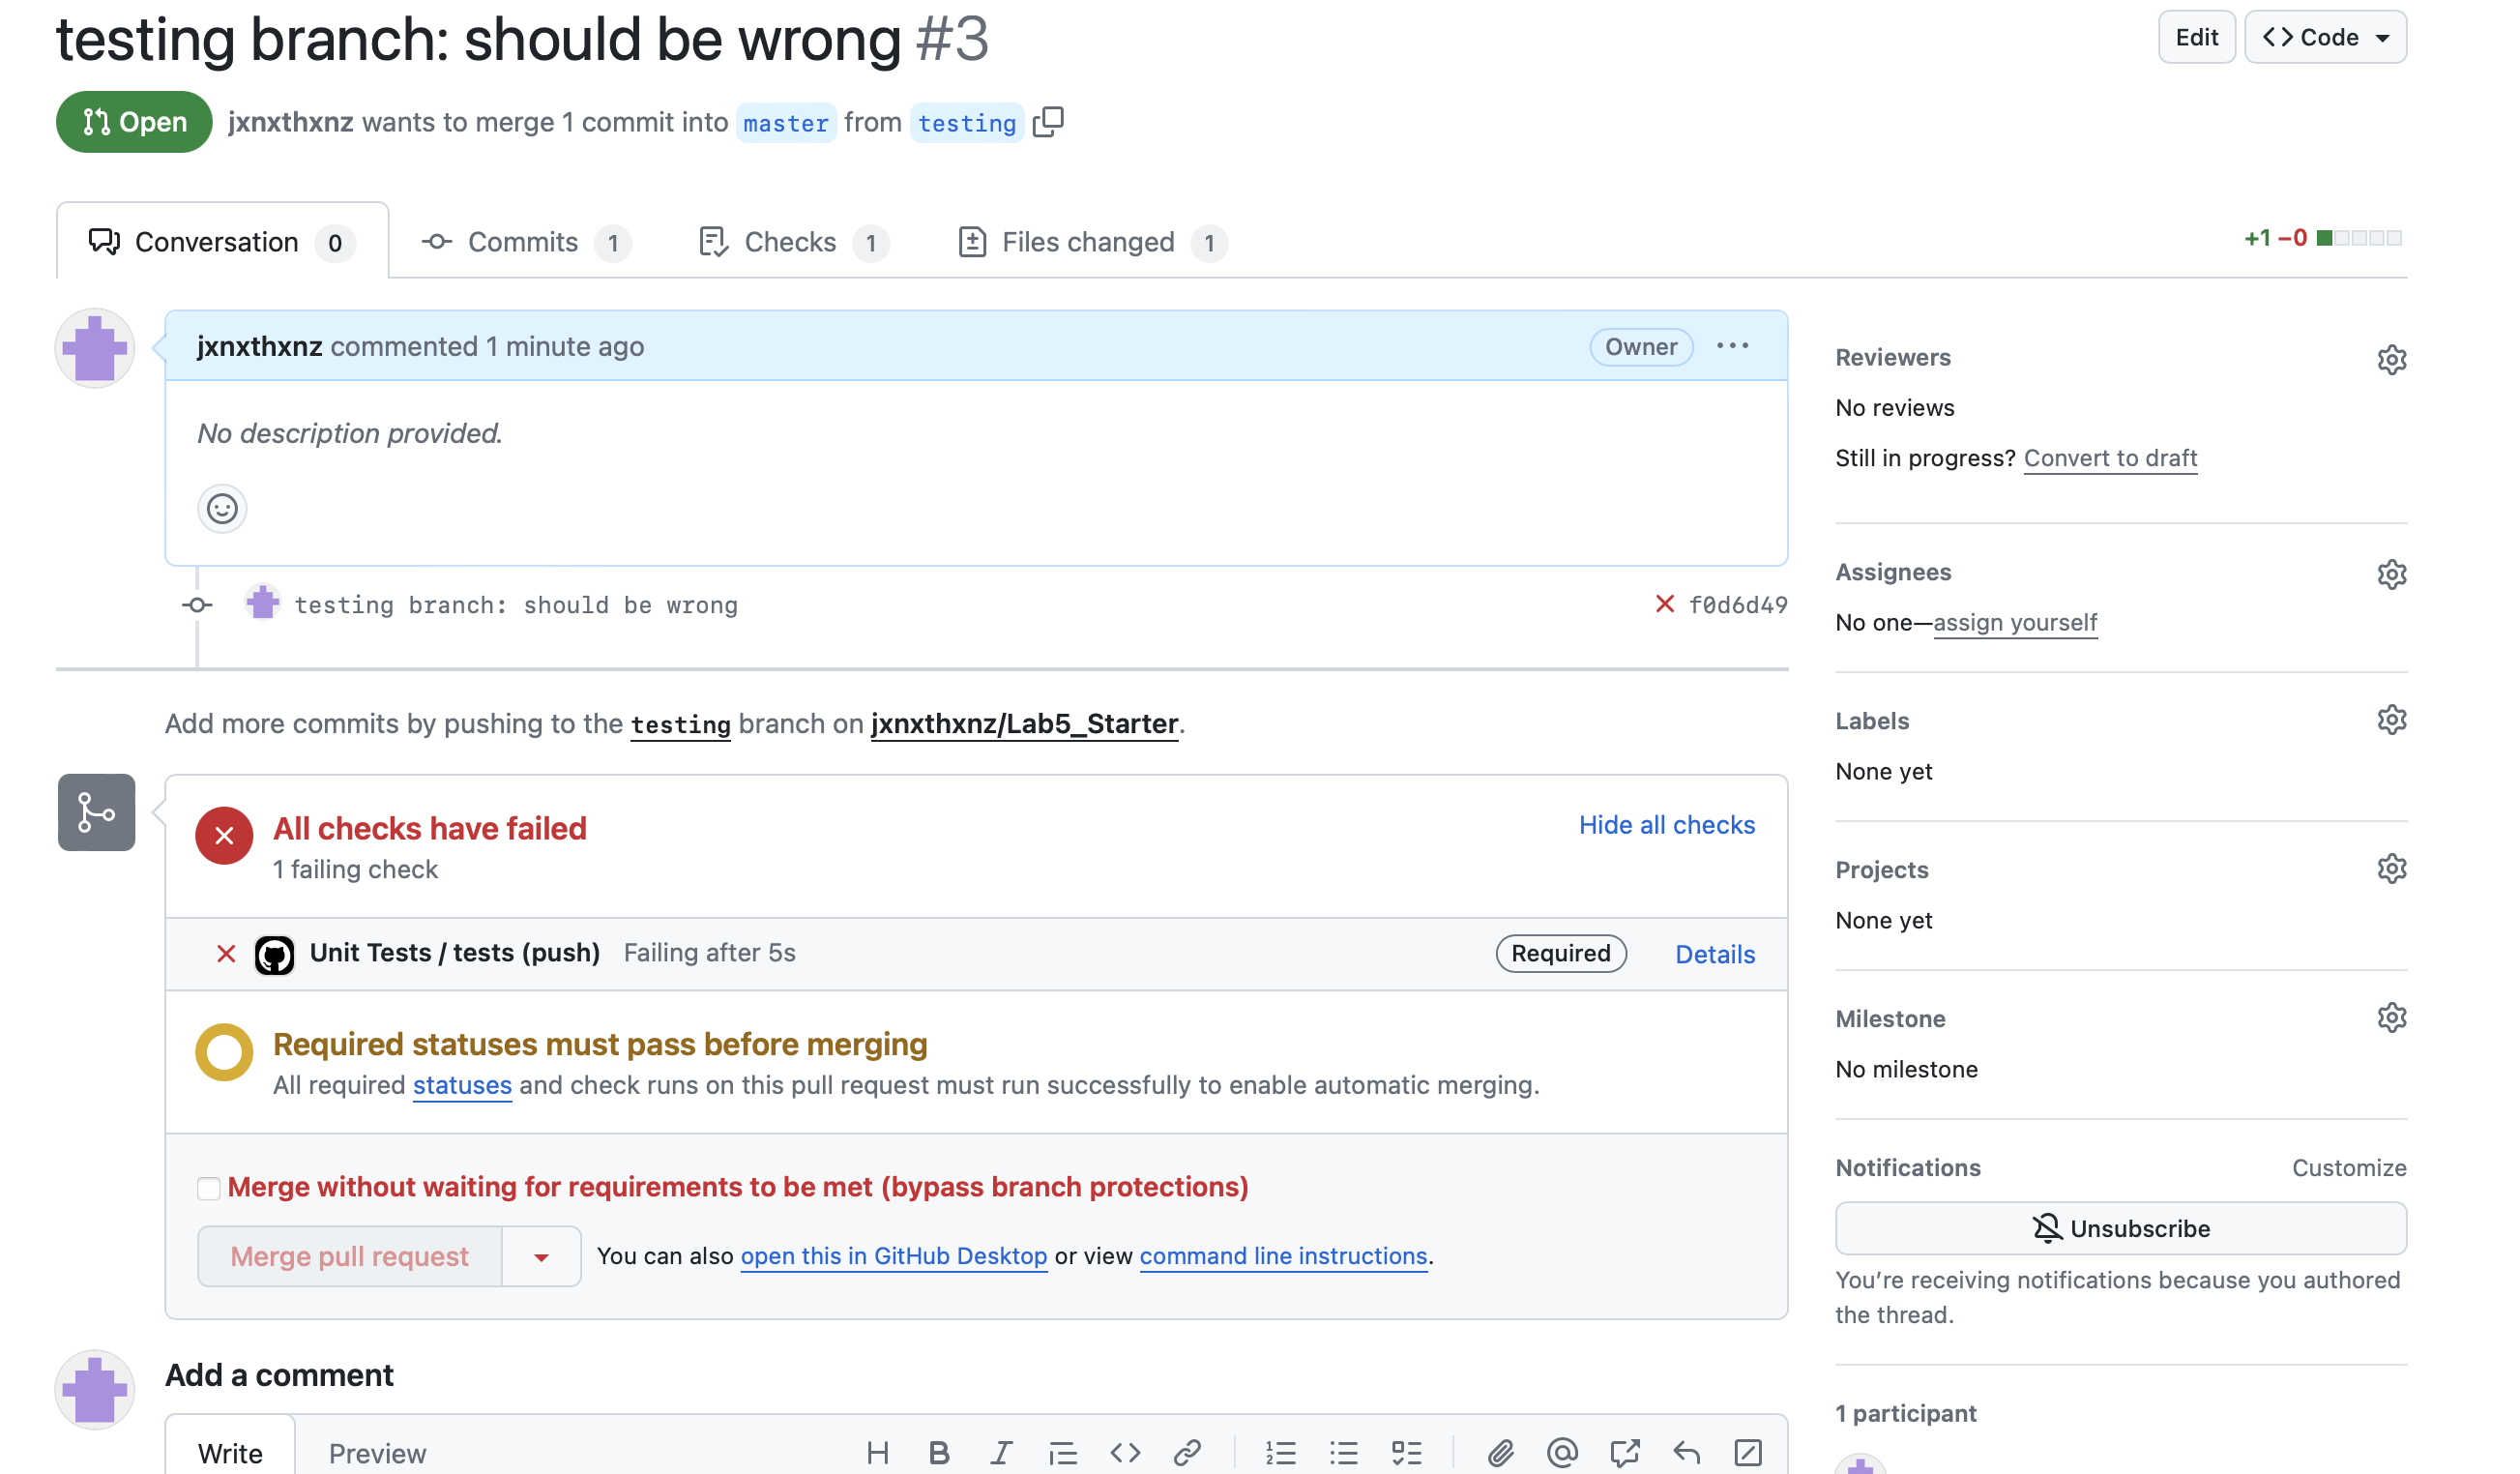 testing branch: should be wrong #3
Edit
Code
Open
jxnxthxnz wants to merge 1 commit into master from testing
Conversation 0
Commits 1
Checks 1
Files changed 1
+1 −0
jxnxthxnz commented 1 minute ago
Owner
No description provided.
testing branch: should be wrong
f0d6d49
Add more commits by pushing to the testing branch on jxnxthxnz/Lab5_Starter.
All checks have failed
Hide all checks
1 failing check
Unit Tests / tests (push) Failing after 5s
Required
Details
Required statuses must pass before merging
All required statuses and check runs on this pull request must run successfully to enable automatic merging.
Merge without waiting for requirements to be met (bypass branch protections)
Merge pull request
You can also open this in GitHub Desktop or view command line instructions.
Add a comment
Write
Preview
Reviewers
No reviews
Still in progress? Convert to draft
Assignees
No one—assign yourself
Labels
None yet
Projects
None yet
Milestone
No milestone
Notifications
Customize
Unsubscribe
You’re receiving notifications because you authored
the thread.
1 participant